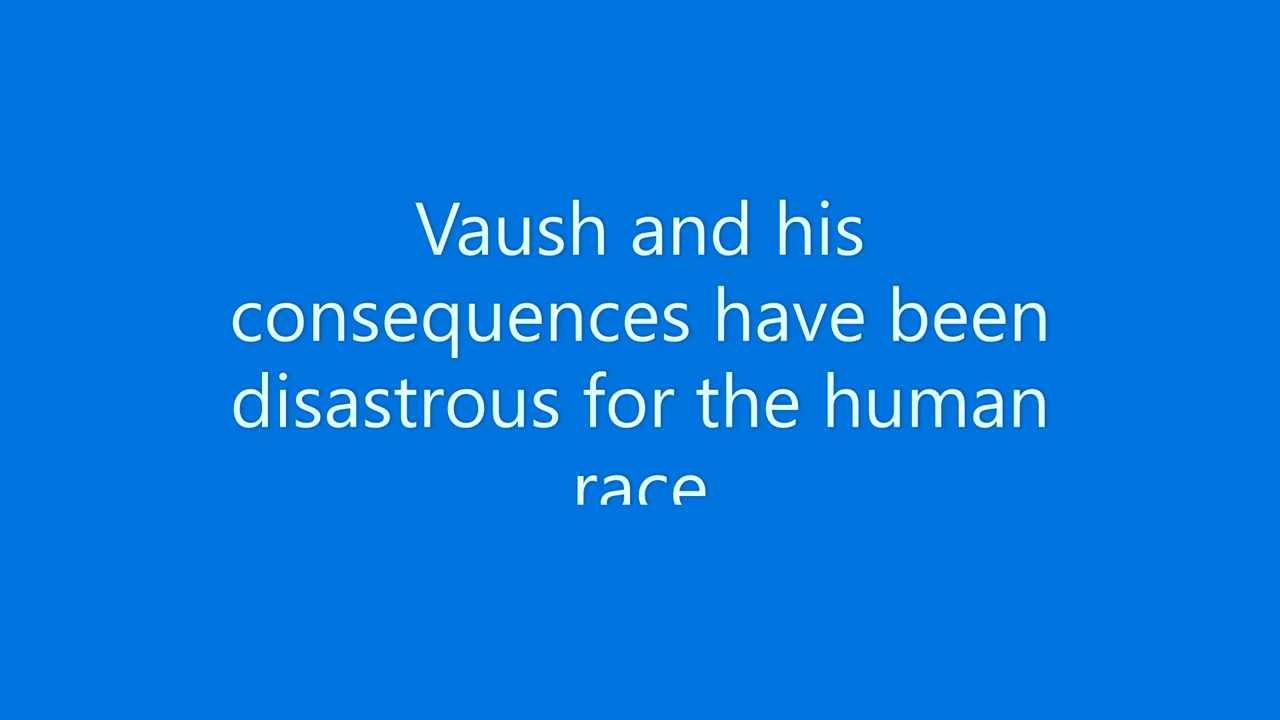 Vaush and his
consequences have been
disastrous for the human
race